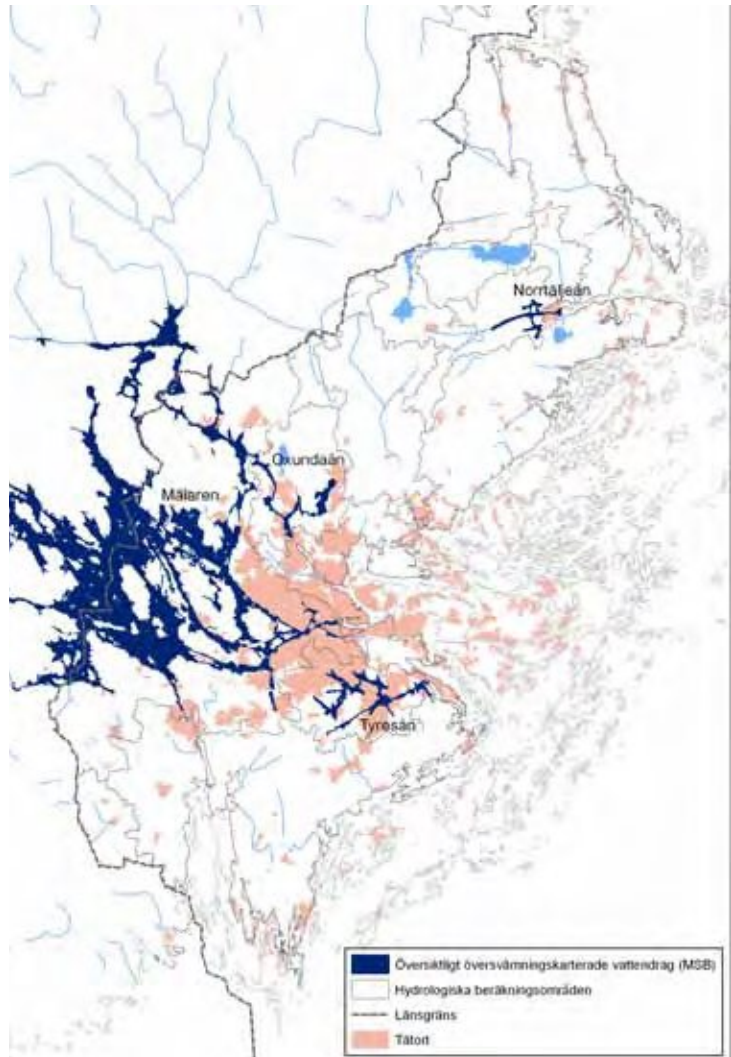 Norrtäljeån
Oxundaån
Mälaren
Tyresån
Översiktligt översvämningskarterade vattendrag (MSB)
Hydrologiska beräkningsområden
Länsgräns
Tätort